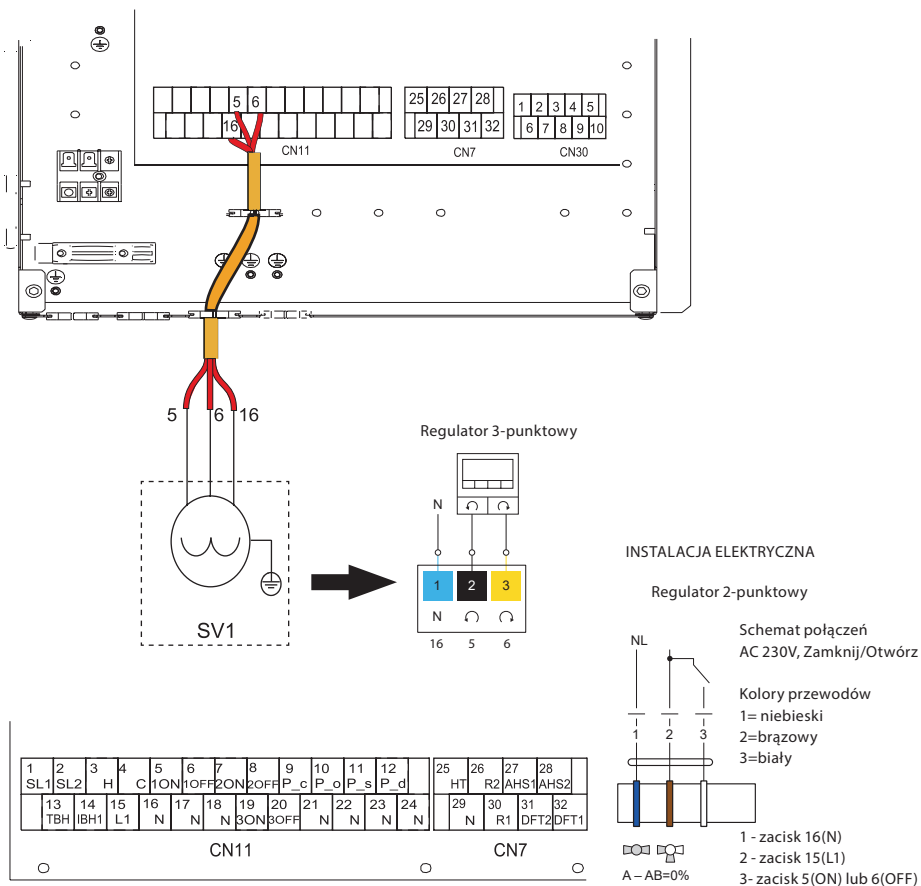 5 6
16
CN11
25 26 27 28
29 30 31 32
CN7
1 2 3 4 5
6 7 8 9 10
CN30
5 6 16
SV1
Regulator 3-punktowy
N
1 2 3
N
16 5 6
INSTALACJA ELEKTRYCZNA
Regulator 2-punktowy
NL
Schemat połączeń
AC 230V, Zamknij/Otwórz
Kolory przewodów
1= niebieski
2=brązowy
3=biały
1 2 3
A – AB=0%
1 - zacisk 16(N)
2 - zacisk 15(L1)
3- zacisk 5(ON) lub 6(OFF)
1 2 3 4 5 6 7 8 9 10 11 12
SL1 SL2 H C 1ON 1OFF 2ON 2OFF P_c P_o P_s P_d
13 14 15 16 17 18 19 20 21 22 23 24
TBH IBH1 L1 N N N 3ON 3OFF N N N N
CN11
25 26 27 28
HT R2 AHS1 AHS2
29 30 31 32
N R1 DFT2 DFT1
CN7